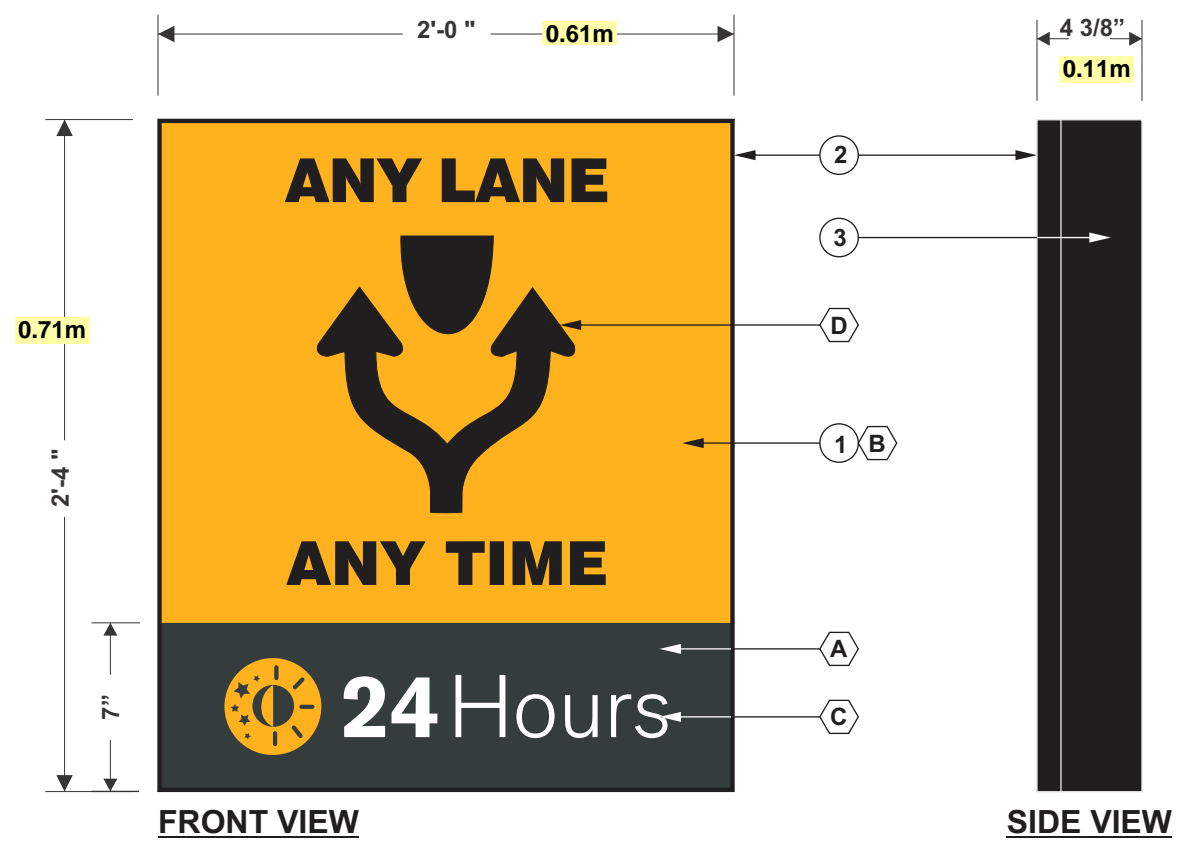 2'-0 " 0.61m
4 3/8”
0.11m
ANY LANE
2
3
D
0.71m
1 B
2'-4 "
ANY TIME
A
7”
24 Hours
C
FRONT VIEW
SIDE VIEW